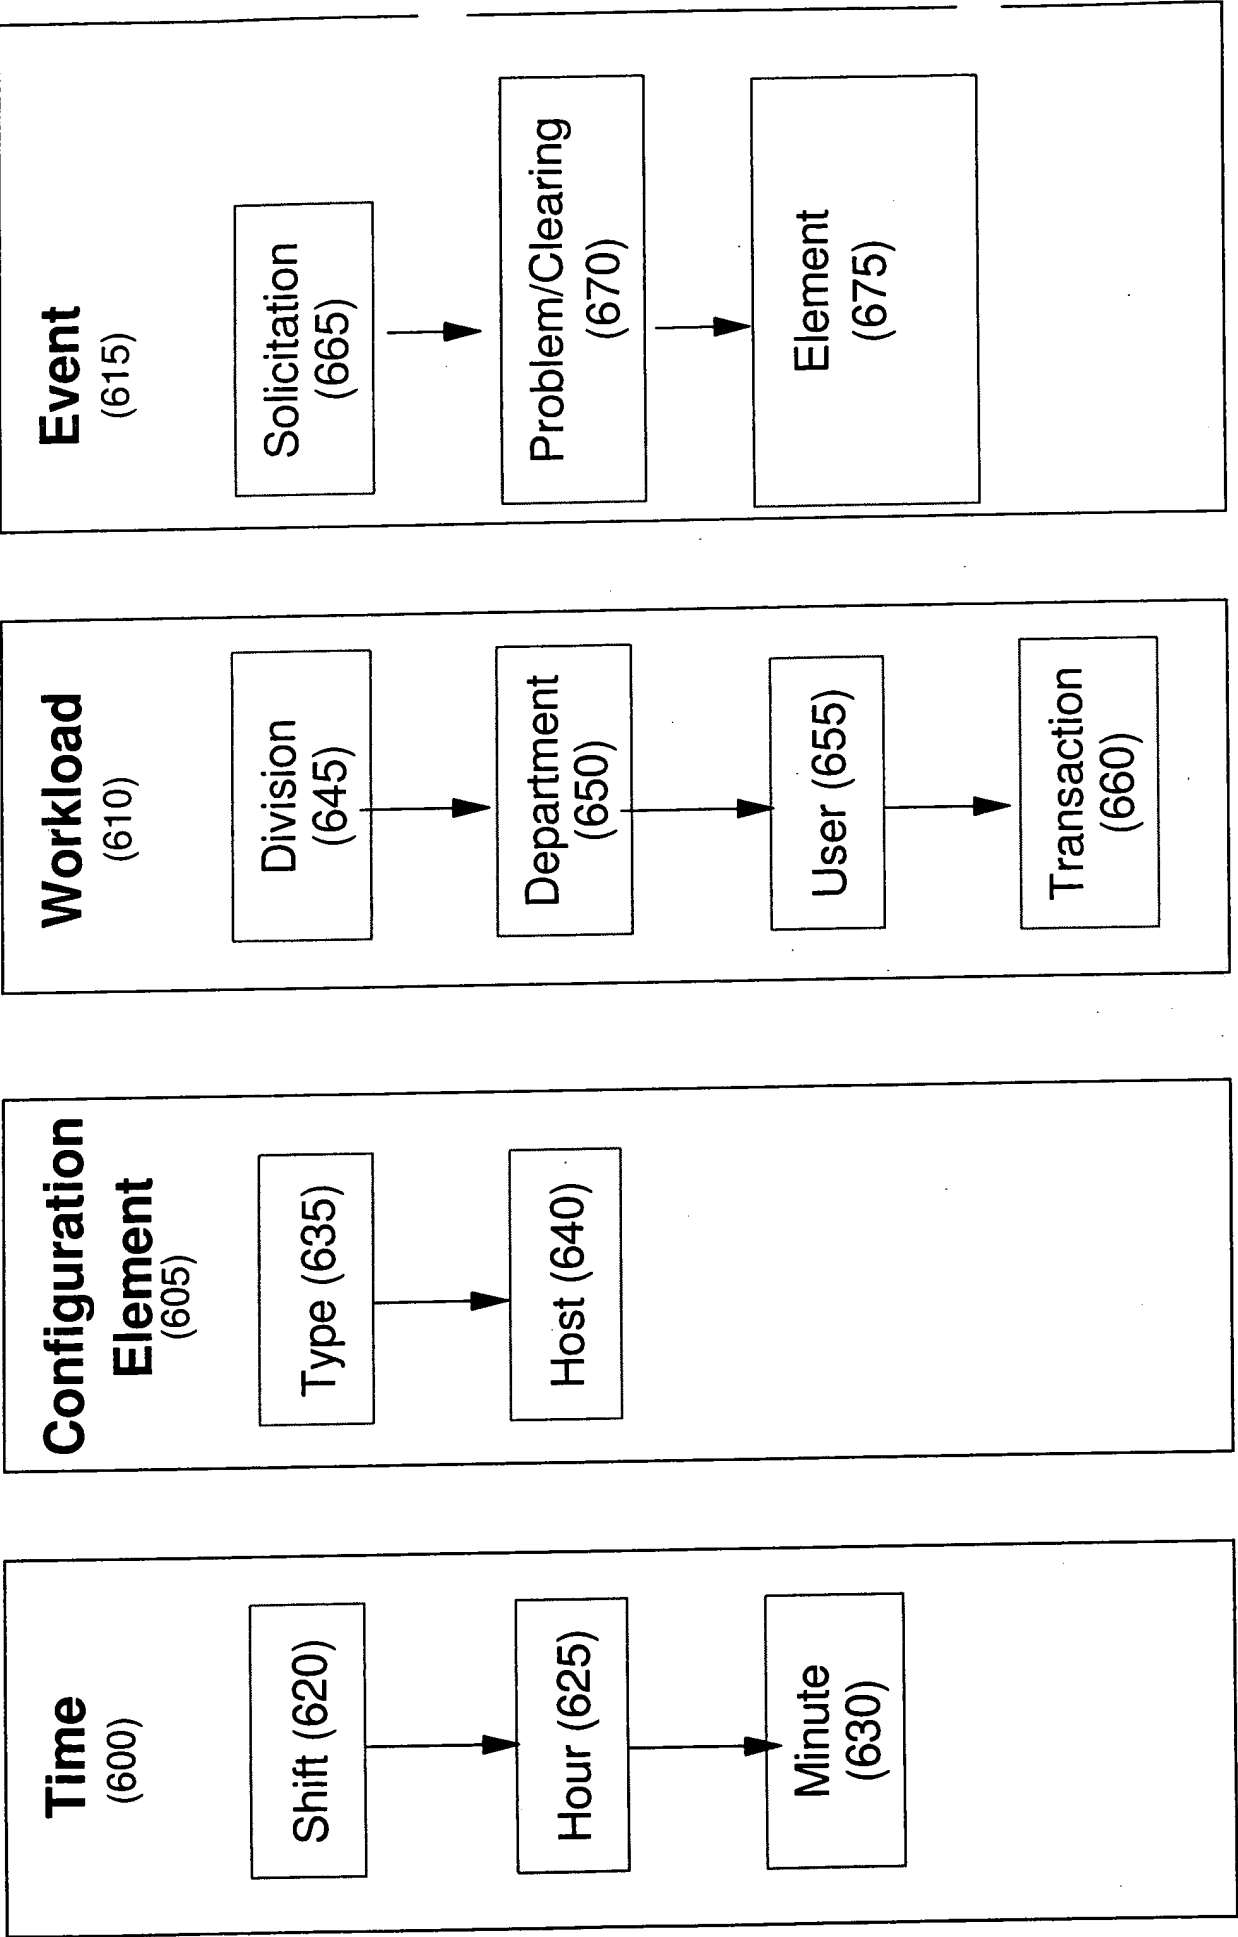 Time
(600)
Shift (620)
Hour (625)
Minute
(630)
Configuration
Element
(605)
Type (635)
Host (640)
Workload
(610)
Division
(645)
Department
(650)
User (655)
Transaction
(660)
Event
(615)
Solicitation
(665)
Problem/Clearing
(670)
Element
(675)